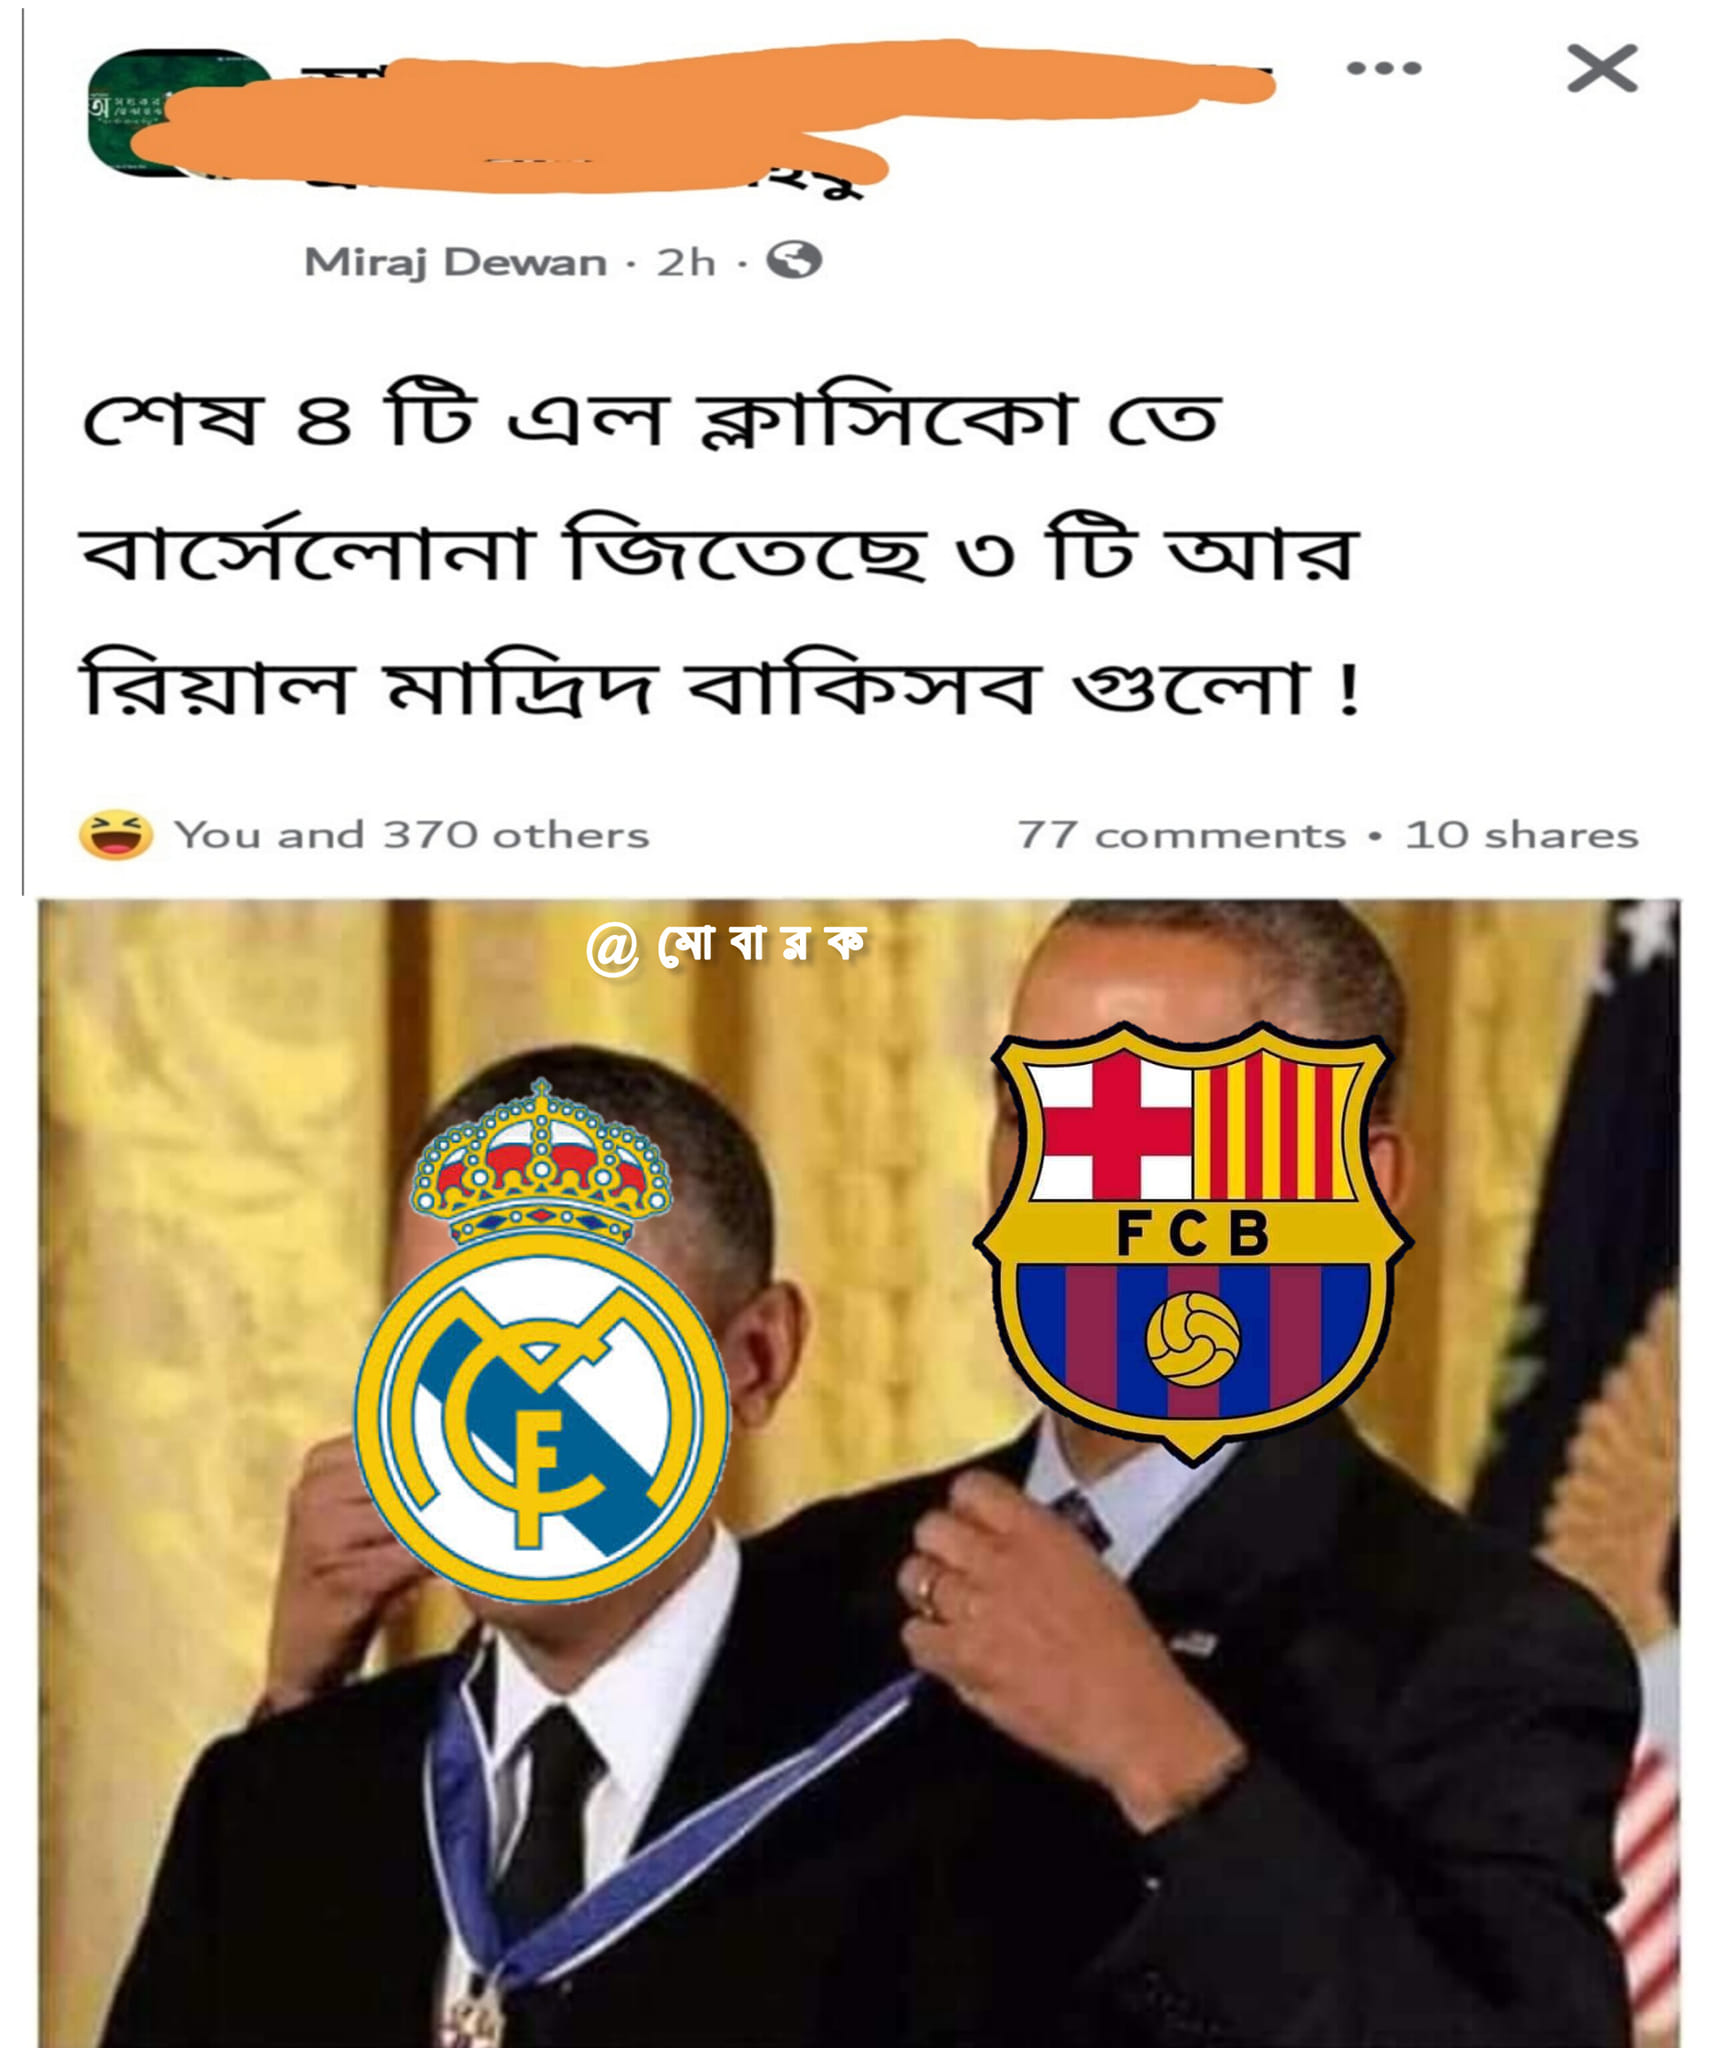 Miraj Dewan · 2h ·
শেষ ৪ টি এল ক্লাসিকো তে
বার্সেলোনা জিতেছে ৩ টি আর
রিয়াল মাদ্রিদ বাকিসব গুলো !
You and 370 others 77 comments • 10 shares
@ মো বা র ক
FCB